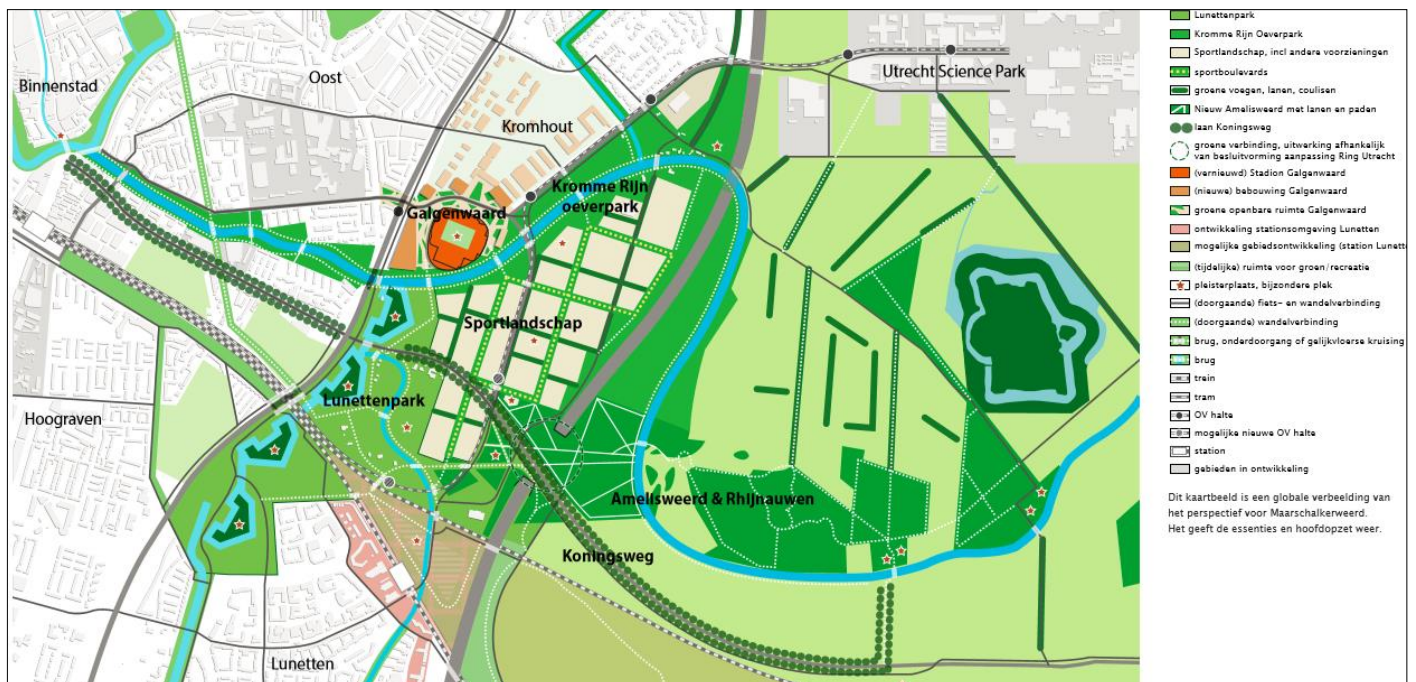 Binnenstad
Oost
Utrecht Science Park
Kromhout
Kromme Rijn
oeverpark
Galgenwaard
Sportlandschap
Lunettenpark
Hoograven
Amelisweerd & Rhijnauwen
Koningsweg
Lunetten
Lunettenpark
Kromme Rijn Oeverpark
Sportlandschap, incl andere voorzieningen
sportboulevards
groene voegen, lanen, coulisen
Nieuw Amelisweerd met lanen en paden
laan Koningsweg
groene verbinding, uitwerking afhankelijk
van besluitvorming aanpassing Ring Utrecht
(vernieuwd) Stadion Galgenwaard
(nieuwe) bebouwing Galgenwaard
groene openbare ruimte Galgenwaard
ontwikkeling stationsomgeving Lunetten
mogelijke gebiedsontwikkeling (station Lunett
(tijdelijke) ruimte voor groen/recreatie
pleisterplaats, bijzondere plek
(doorgaande) fiets- en wandelverbinding
(doorgaande) wandelverbinding
brug, onderdoorgang of gelijkvloerse kruising
brug
trein
tram
OV halte
mogelijke nieuwe OV halte
station
gebieden in ontwikkeling
Dit kaartbeeld is een globale verbeelding van
het perspectief voor Maarschalkerweerd.
Het geeft de essenties en hoofdopzet weer.